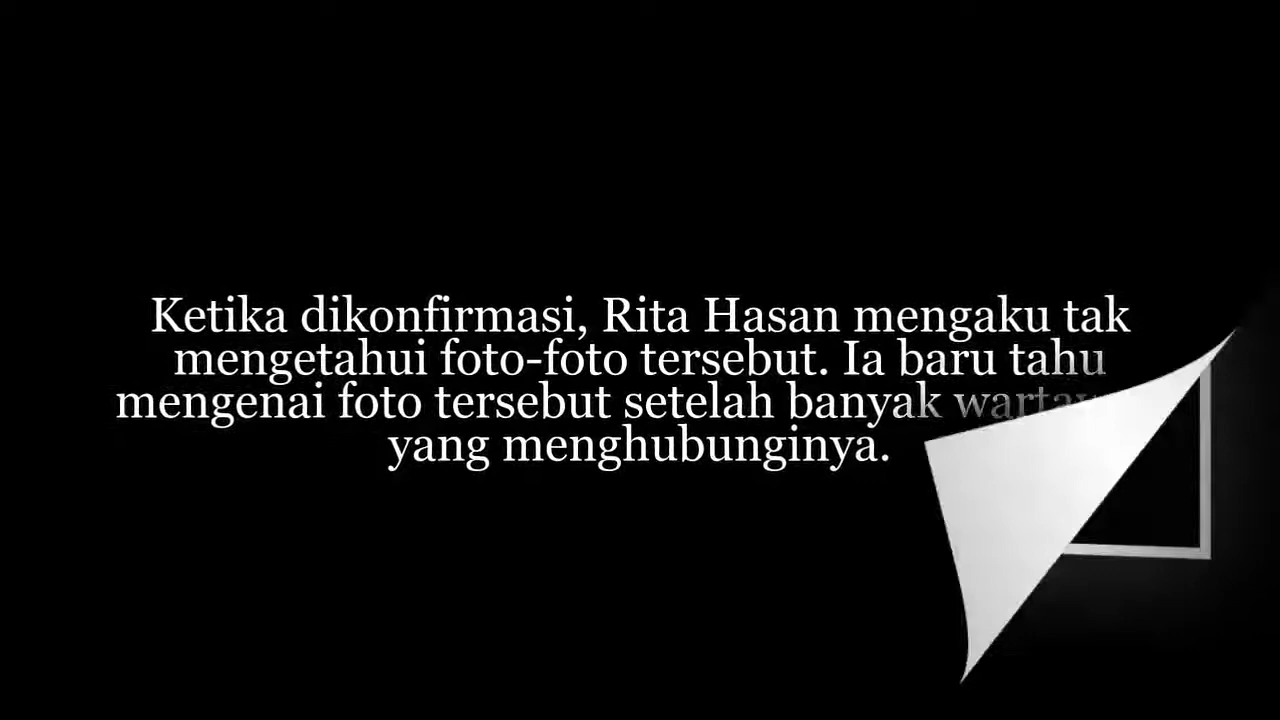 Ketika dikonfirmasi, Rita Hasan mengaku tak
mengetahui foto-foto tersebut. Ia baru tahu
mengenai foto tersebut setelah banyak
yang menghubunginya.